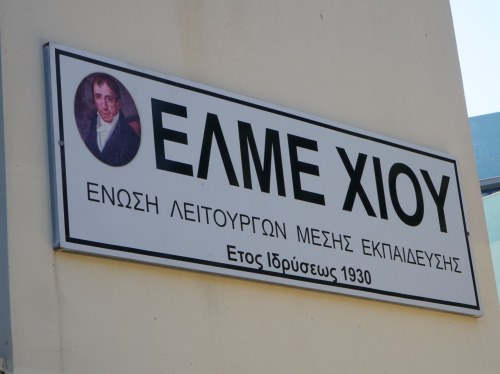 ΕΛΜΕ ΧΙΟΥ
ΕΝΩΣΗ ΛΕΙΤΟΥΡΓΩΝ ΜΕΣΗΣ ΕΚΠΑΙΔΕΥΣΗΣ
Ετος Ιδρύσεως 1930